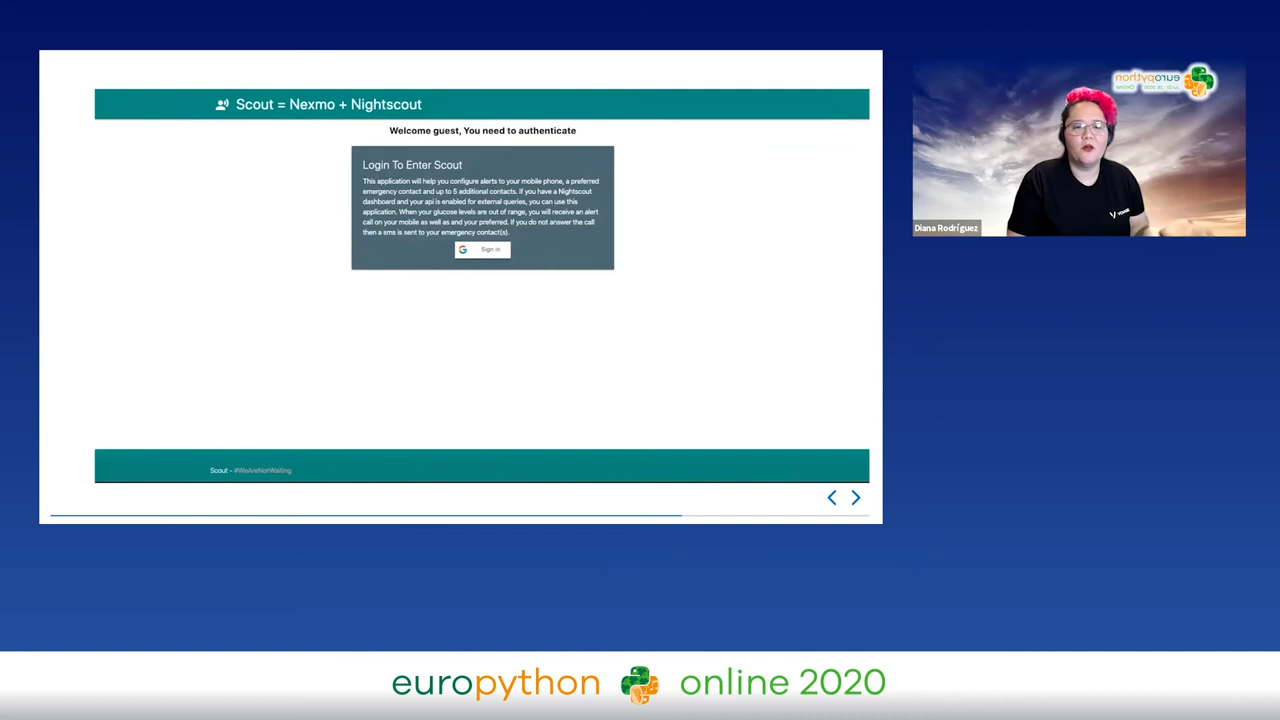 Scout = Nexmo + Nightscout
Welcome guest, You need to authenticate
Login To Enter Scout
This application will help you configure alerts to your mobile phone, a preferred
emergency contact and up to 5 additional contacts. If you have a Nightscout
dashboard and your api is enabled for external queries, you can use this
application. When your glucose levels are out of range, you will receive an alert
call on your mobile as well as and your preferred. If you do not answer the call
then a sms is sent to your emergency contact(s).
Sign in
Scout - #WeAreNotWaiting
europython
Diana Rodríguez
europython online 2020